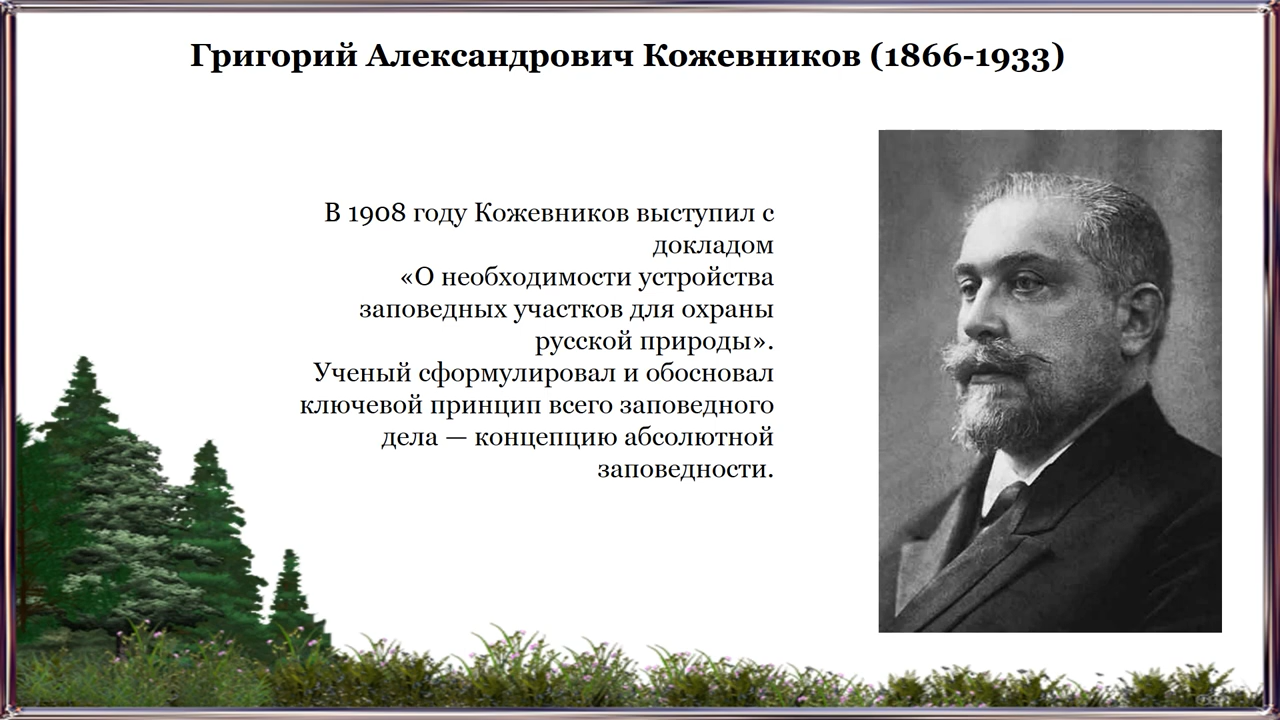 Григорий Александрович Кожевников (1866-1933)
В 1908 году Кожевников выступил с
докладом
«О необходимости устройства
заповедных участков для охраны
русской природы».
Ученый сформулировал и обосновал
ключевой принцип всего заповедного
дела — концепцию абсолютной
заповедности.